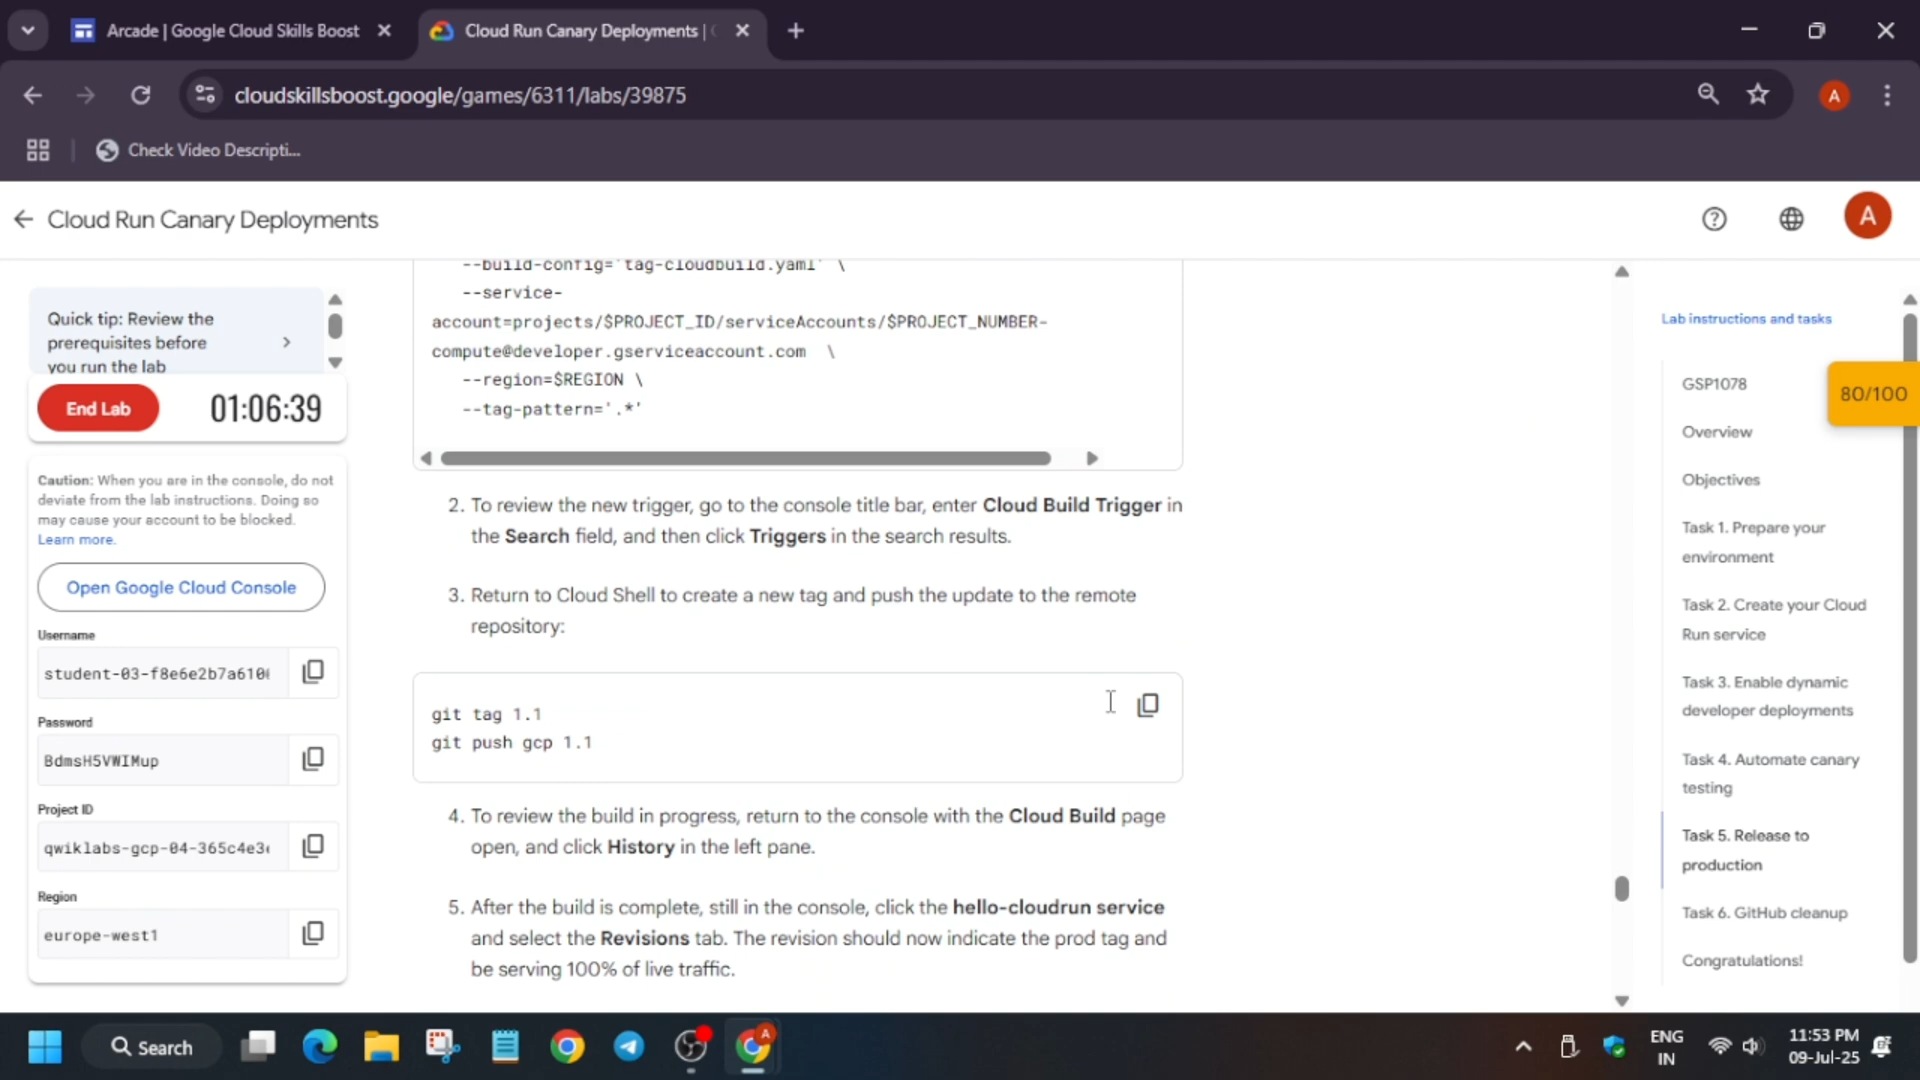 Arcade | Google Cloud Skills Boost
Cloud Run Canary Deployments |
cloudskillsboost.google/games/6311/labs/39875
A
Check Video Descripti...
Cloud Run Canary Deployments
A
Quick tip: Review the
prerequisites before
you run the lab
End Lab
01:06:39
Caution: When you are in the console, do not
deviate from the lab instructions. Doing so
may cause your account to be blocked.
Learn more.
Open Google Cloud Console
Username
student-03-f8e6e2b7a610
Password
BdmsH5VWIMup
Project ID
qwiklabs-gcp-04-365c4e3
Region
europe-west1
--build-config='tag-cloudbuild.yaml' \
--service-
account=projects/$PROJECT_ID/serviceAccounts/$PROJECT_NUMBER-
compute@developer.gserviceaccount.com \
--region=$REGION \
--tag-pattern='.*'
2. To review the new trigger, go to the console title bar, enter Cloud Build Trigger in
the Search field, and then click Triggers in the search results.
3. Return to Cloud Shell to create a new tag and push the update to the remote
repository:
git tag 1.1
git push gcp 1.1
4. To review the build in progress, return to the console with the Cloud Build page
open, and click History in the left pane.
5. After the build is complete, still in the console, click the hello-cloudrun service
and select the Revisions tab. The revision should now indicate the prod tag and
be serving 100% of live traffic.
Lab instructions and tasks
GSP1078
80/100
Overview
Objectives
Task 1. Prepare your
environment
Task 2. Create your Cloud
Run service
Task 3. Enable dynamic
developer deployments
Task 4. Automate canary
testing
Task 5. Release to
production
Task 6. GitHub cleanup
Congratulations!
Search
A
ENG
IN
11:53 PM
09-Jul-25